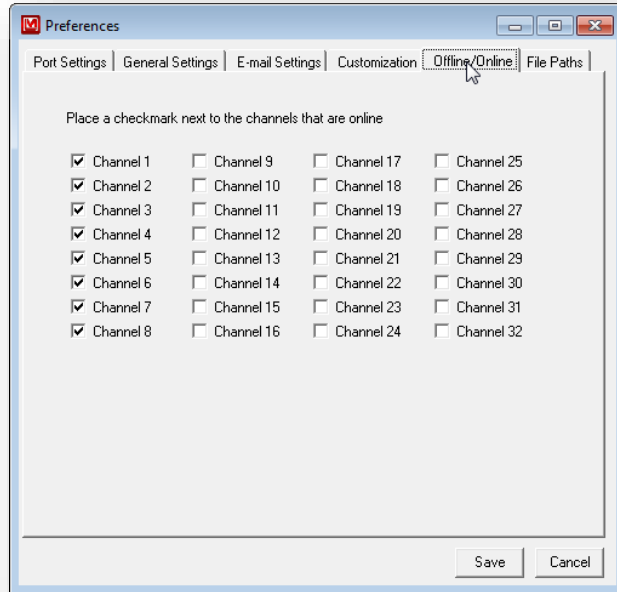 M Preferences
Port Settings General Settings E-mail Settings Customization Offline/Online File Paths
Place a checkmark next to the channels that are online
Channel 1 Channel 9 Channel 17 Channel 25
Channel 2 Channel 10 Channel 18 Channel 26
Channel 3 Channel 11 Channel 19 Channel 27
Channel 4 Channel 12 Channel 20 Channel 28
Channel 5 Channel 13 Channel 21 Channel 29
Channel 6 Channel 14 Channel 22 Channel 30
Channel 7 Channel 15 Channel 23 Channel 31
Channel 8 Channel 16 Channel 24 Channel 32
Save Cancel